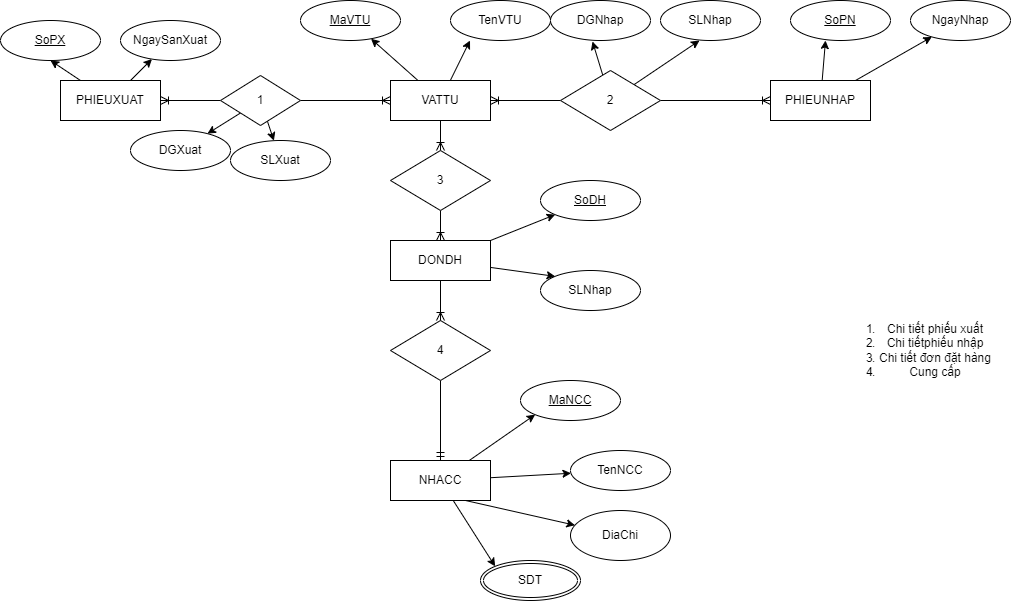 MaVTU
TenVTU
DGNhap
SLNhap
SoPN
NgayNhap
SoPX
NgaySanXuat
PHIEUXUAT
1
VATTU
2
PHIEUNHAP
DGXuat
SLXuat
3
SoDH
DONDH
SLNhap
1. Chi tiết phiếu xuất
2. Chi tiếtphiếu nhập
3. Chi tiết đơn đặt hàng
4. Cung cấp
4
MaNCC
NHACC
TenNCC
DiaChi
SDT